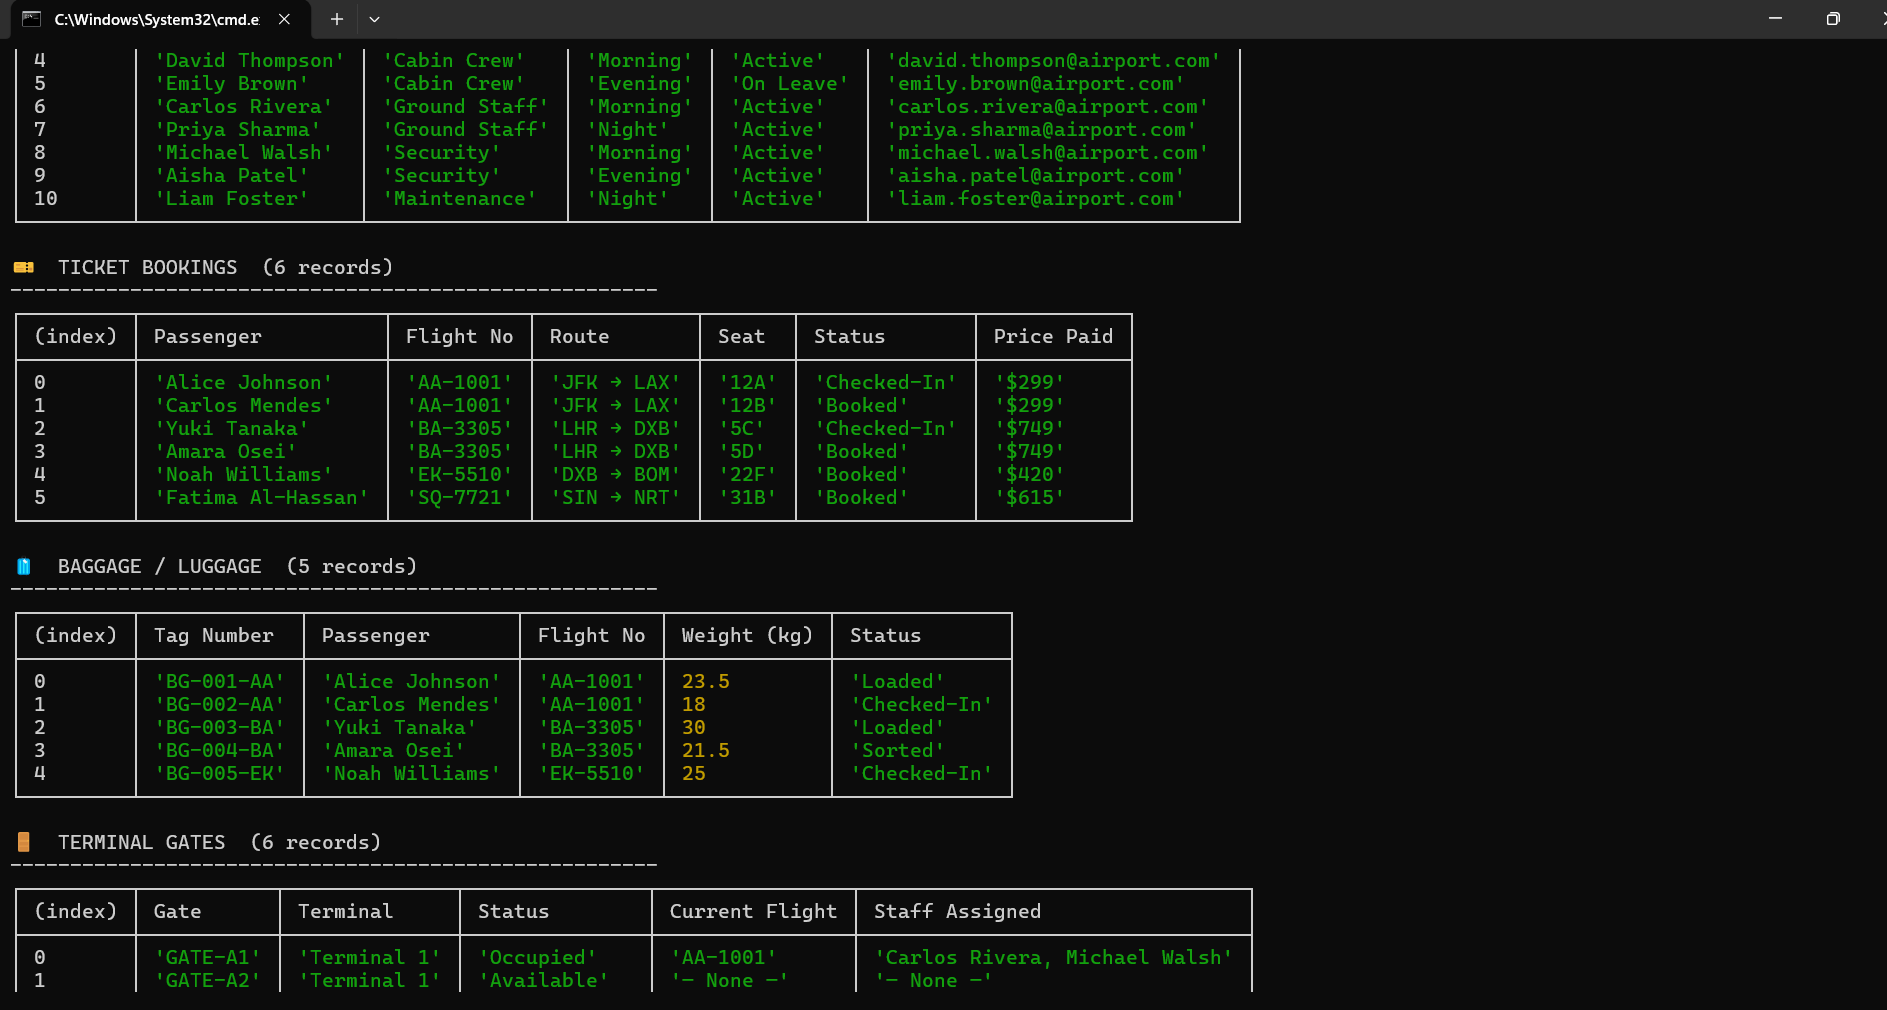 C:\Windows\System32\cmd.e
4 'David Thompson' 'Cabin Crew' 'Morning' 'Active' 'david.thompson@airport.com'
5 'Emily Brown' 'Cabin Crew' 'Evening' 'On Leave' 'emily.brown@airport.com'
6 'Carlos Rivera' 'Ground Staff' 'Morning' 'Active' 'carlos.rivera@airport.com'
7 'Priya Sharma' 'Ground Staff' 'Night' 'Active' 'priya.sharma@airport.com'
8 'Michael Walsh' 'Security' 'Morning' 'Active' 'michael.walsh@airport.com'
9 'Aisha Patel' 'Security' 'Evening' 'Active' 'aisha.patel@airport.com'
10 'Liam Foster' 'Maintenance' 'Night' 'Active' 'liam.foster@airport.com'
TICKET BOOKINGS (6 records)
(index) Passenger Flight No Route Seat Status Price Paid
0 'Alice Johnson' 'AA-1001' 'JFK → LAX' '12A' 'Checked-In' '$299'
1 'Carlos Mendes' 'AA-1001' 'JFK → LAX' '12B' 'Booked' '$299'
2 'Yuki Tanaka' 'BA-3305' 'LHR → DXB' '5C' 'Checked-In' '$749'
3 'Amara Osei' 'BA-3305' 'LHR → DXB' '5D' 'Booked' '$749'
4 'Noah Williams' 'EK-5510' 'DXB → BOM' '22F' 'Booked' '$420'
5 'Fatima Al-Hassan' 'SQ-7721' 'SIN → NRT' '31B' 'Booked' '$615'
BAGGAGE / LUGGAGE (5 records)
(index) Tag Number Passenger Flight No Weight (kg) Status
0 'BG-001-AA' 'Alice Johnson' 'AA-1001' 23.5 'Loaded'
1 'BG-002-AA' 'Carlos Mendes' 'AA-1001' 18 'Checked-In'
2 'BG-003-BA' 'Yuki Tanaka' 'BA-3305' 30 'Loaded'
3 'BG-004-BA' 'Amara Osei' 'BA-3305' 21.5 'Sorted'
4 'BG-005-EK' 'Noah Williams' 'EK-5510' 25 'Checked-In'
TERMINAL GATES (6 records)
(index) Gate Terminal Status Current Flight Staff Assigned
0 'GATE-A1' 'Terminal 1' 'Occupied' 'AA-1001' 'Carlos Rivera, Michael Walsh'
1 'GATE-A2' 'Terminal 1' 'Available' '— None —' '— None —'